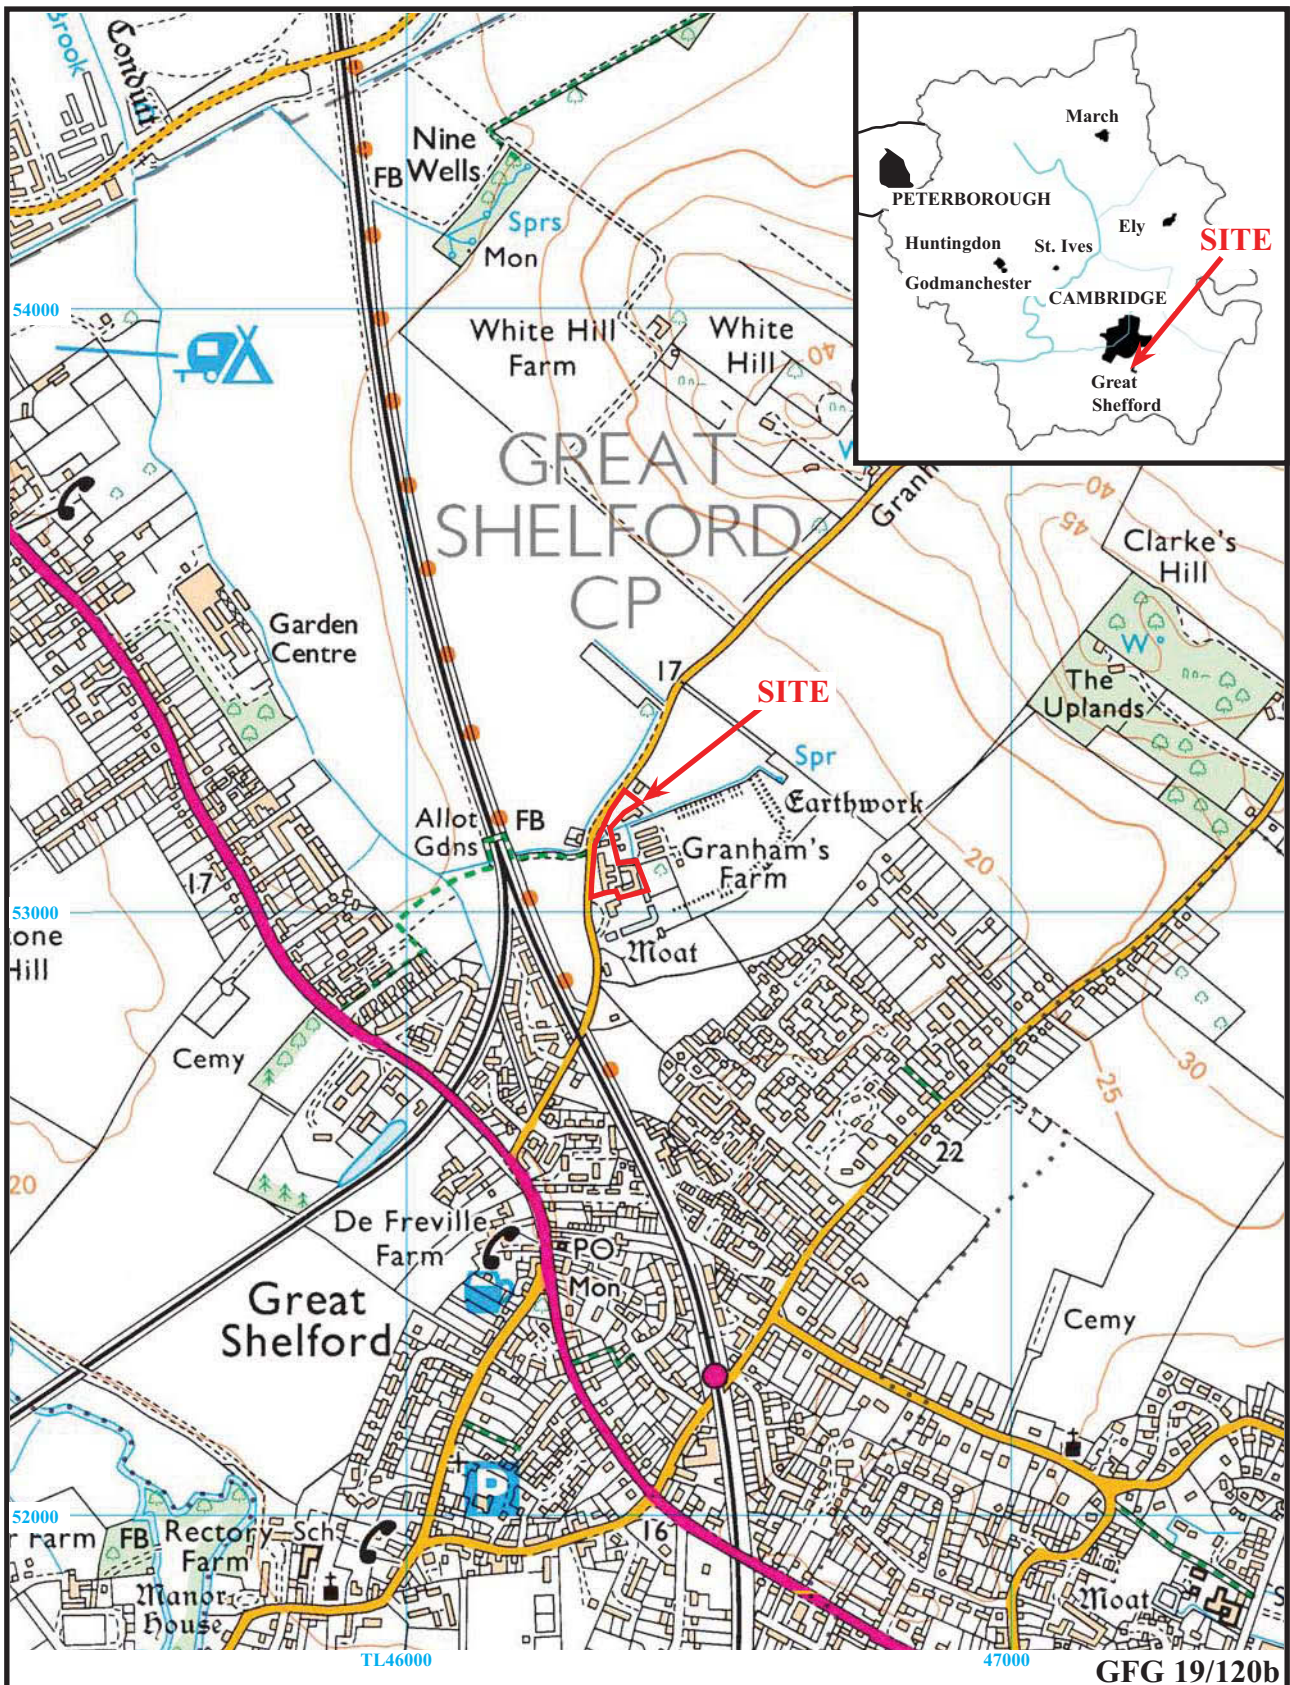 Brook
Conduit
Nine
Wells
FB
Sprs
Mon
54000
White Hill
Farm
White
Hill
40
W
March
PETERBOROUGH
Ely
Huntingdon
St. Ives
SITE
Godmanchester
CAMBRIDGE
Great
Shefford
GREAT
SHELFORD
CP
Granh
40
45
Clarke's
Hill
W
The
Uplands
Garden
Centre
17
SITE
Spr
Earthwork
Allot
Gdns
FB
Granham's
Farm
20
17
53000
one
Hill
Moat
Cemy
30
25
22
20
De Freville
Farm
PO
Mon
Great
Shelford
Cemy
P
52000
r Farm
FB
Rectory
Farm
Sch
16
Manor
House
Moat
S
TL46000
47000
GFG 19/120b